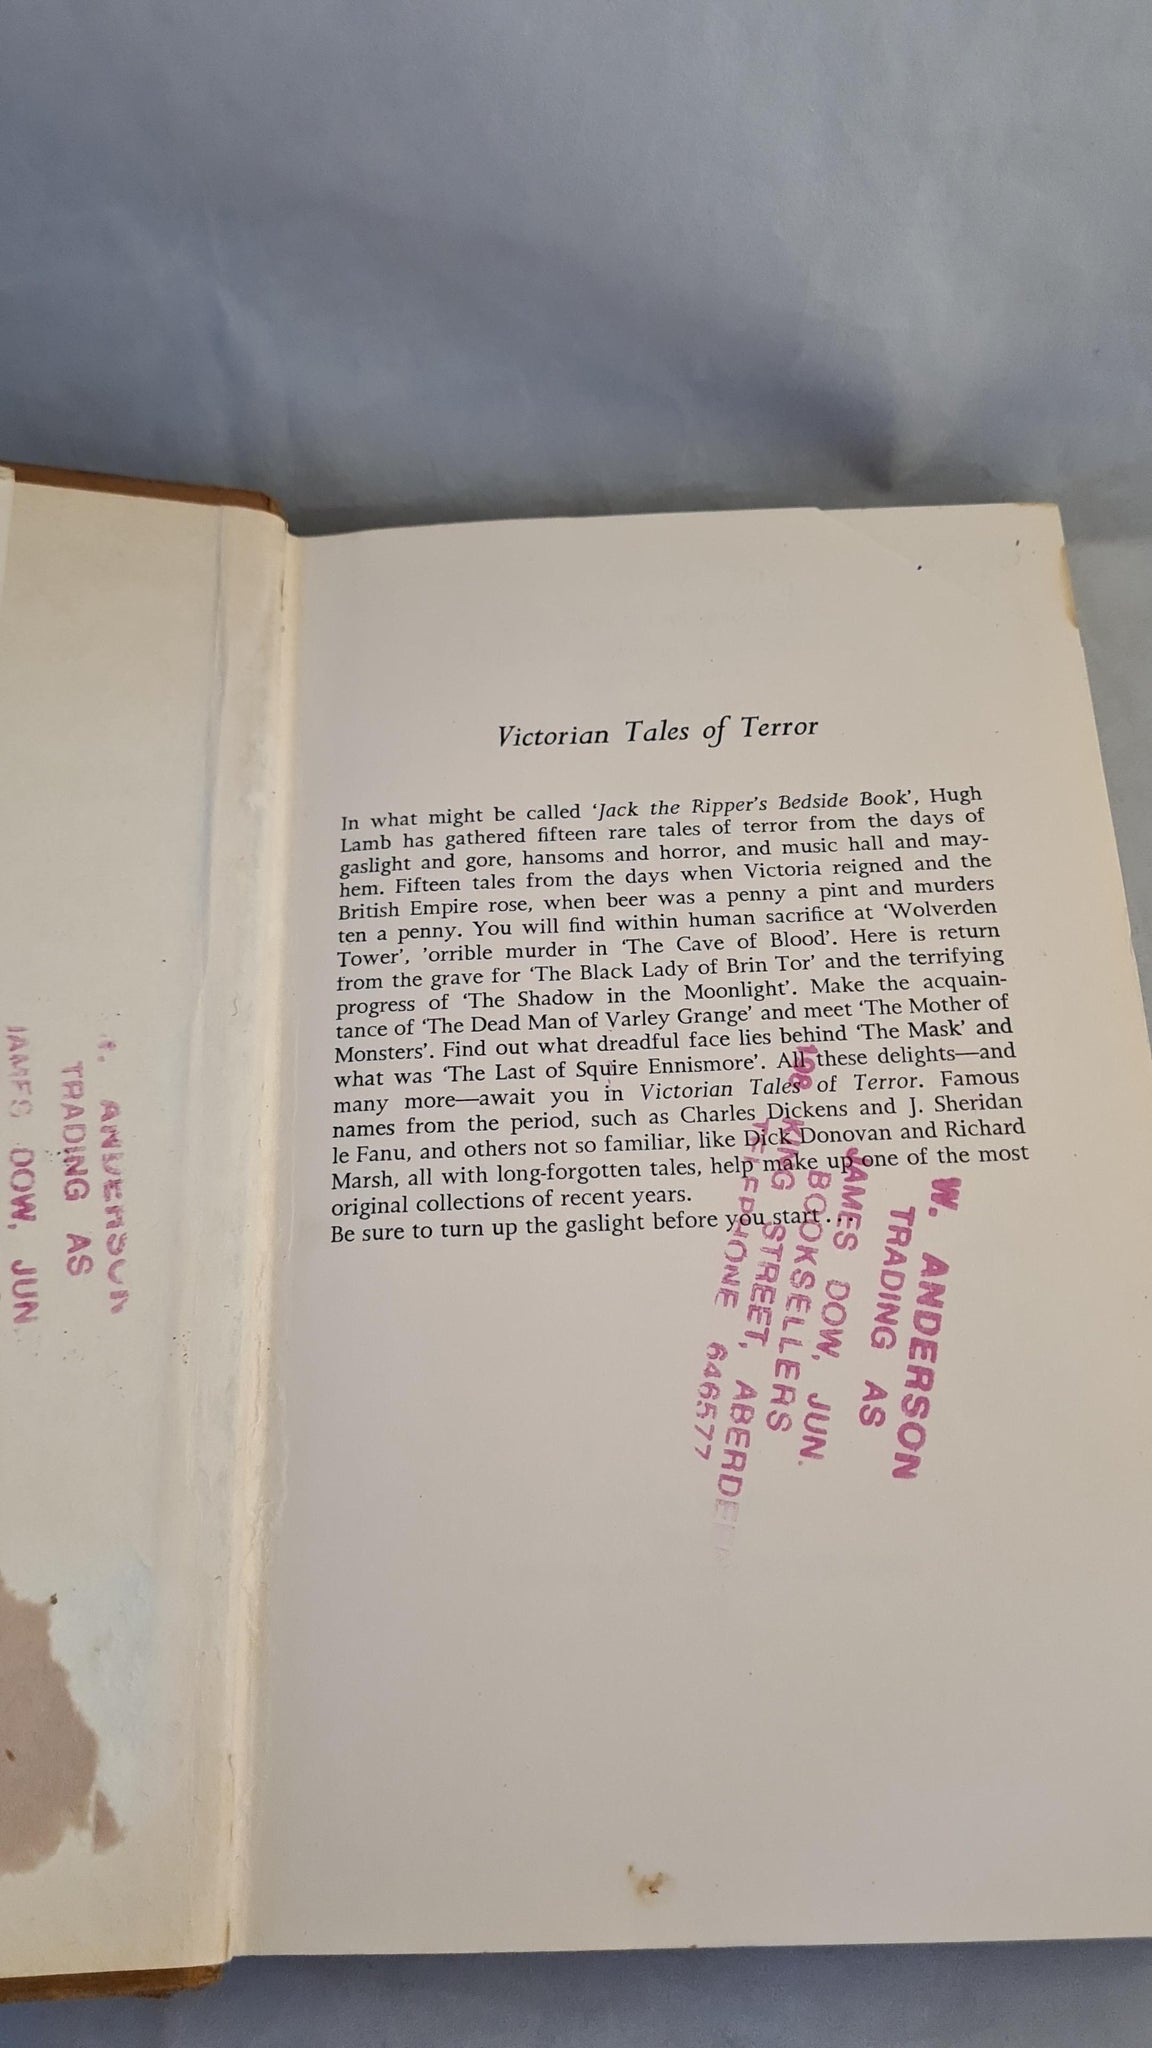 Victorian Tales of Terror
In what might be called 'Jack the Ripper's Bedside Book', Hugh
Lamb has gathered fifteen rare tales of terror from the days of
gaslight and gore, hansoms and horror, and music hall and may-
hem. Fifteen tales from the days when Victoria reigned and the
British Empire rose, when beer was a penny a pint and murders
ten a penny. You will find within human sacrifice at 'Wolverden
Tower', 'orrible murder in 'The Cave of Blood'. Here is return
from the grave for 'The Black Lady of Brin Tor' and the terrifying
progress of 'The Shadow in the Moonlight'. Make the acquain-
tance of 'The Dead Man of Varley Grange' and meet 'The Mother of
Monsters'. Find out what dreadful face lies behind 'The Mask' and
what was 'The Last of Squire Ennismore'. All these delights—and
many more—await you in Victorian Tales of Terror. Famous
names from the period, such as Charles Dickens and J. Sheridan
le Fanu, and others not so familiar, like Dick Donovan and Richard
Marsh, all with long-forgotten tales, help make up one of the most
original collections of recent years.
Be sure to turn up the gaslight before you start . . .
W. ANDERSON
TRADING AS
JAMES DOW, JUN.
BOOKSELLERS
KING STREET, ABERDEEN
TELEPHONE 646577
W. ANDERSON
TRADING AS
JAMES DOW, JUN.